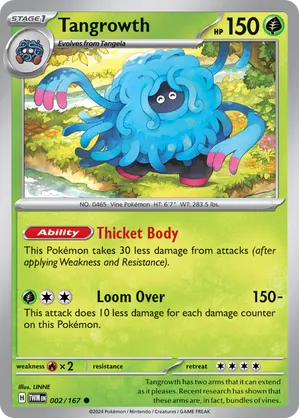 STAGE 1
Tangrowth
HP 150
Evolves from Tangela
NO. 0465 Vine Pokémon HT: 6'7" WT: 283.5 lbs.
Ability Thicket Body
This Pokémon takes 30 less damage from attacks (after
applying Weakness and Resistance).
Loom Over 150-
This attack does 10 less damage for each damage counter
on this Pokémon.
weakness ×2 resistance retreat
Illus. LINNE
H TWM EN 002/167
Tangrowth has two arms that it can extend
as it pleases. Recent research has shown
that these are, in fact, bundles of vines.
©2024 Pokémon / Nintendo / Creatures / GAME FREAK